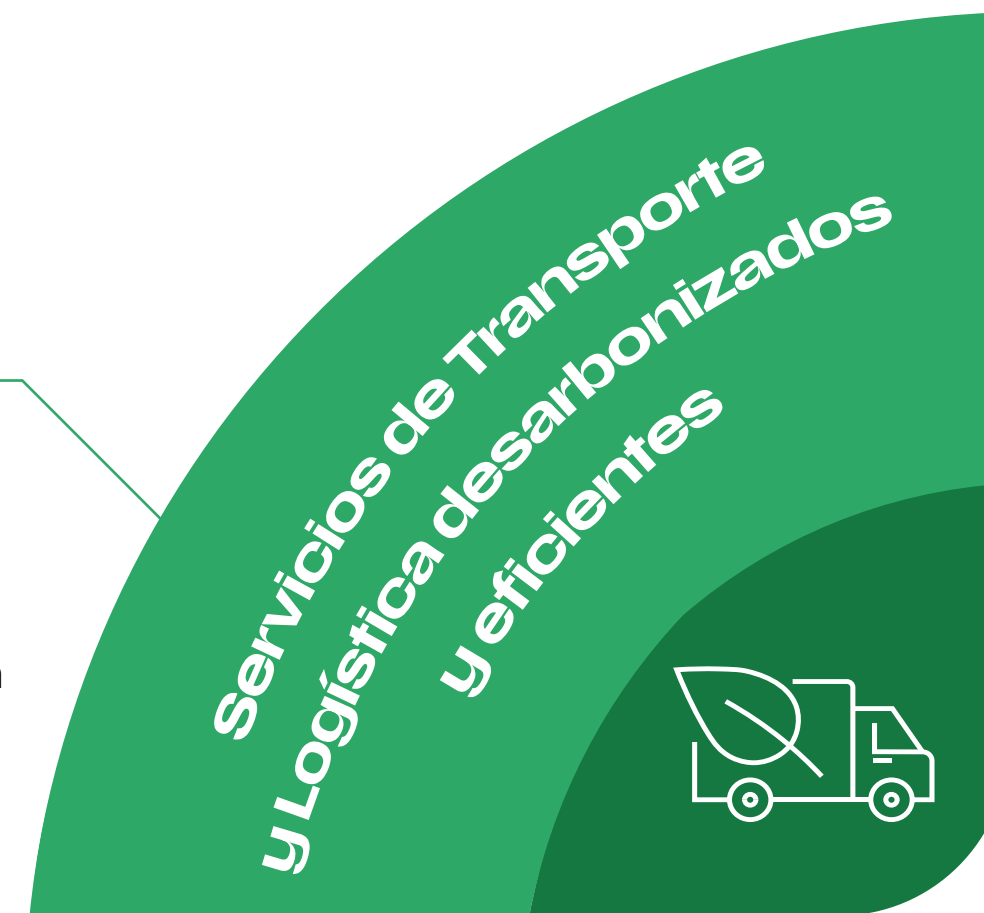 Servicios de Transporte
y Logística desarbonizados
y eficientes